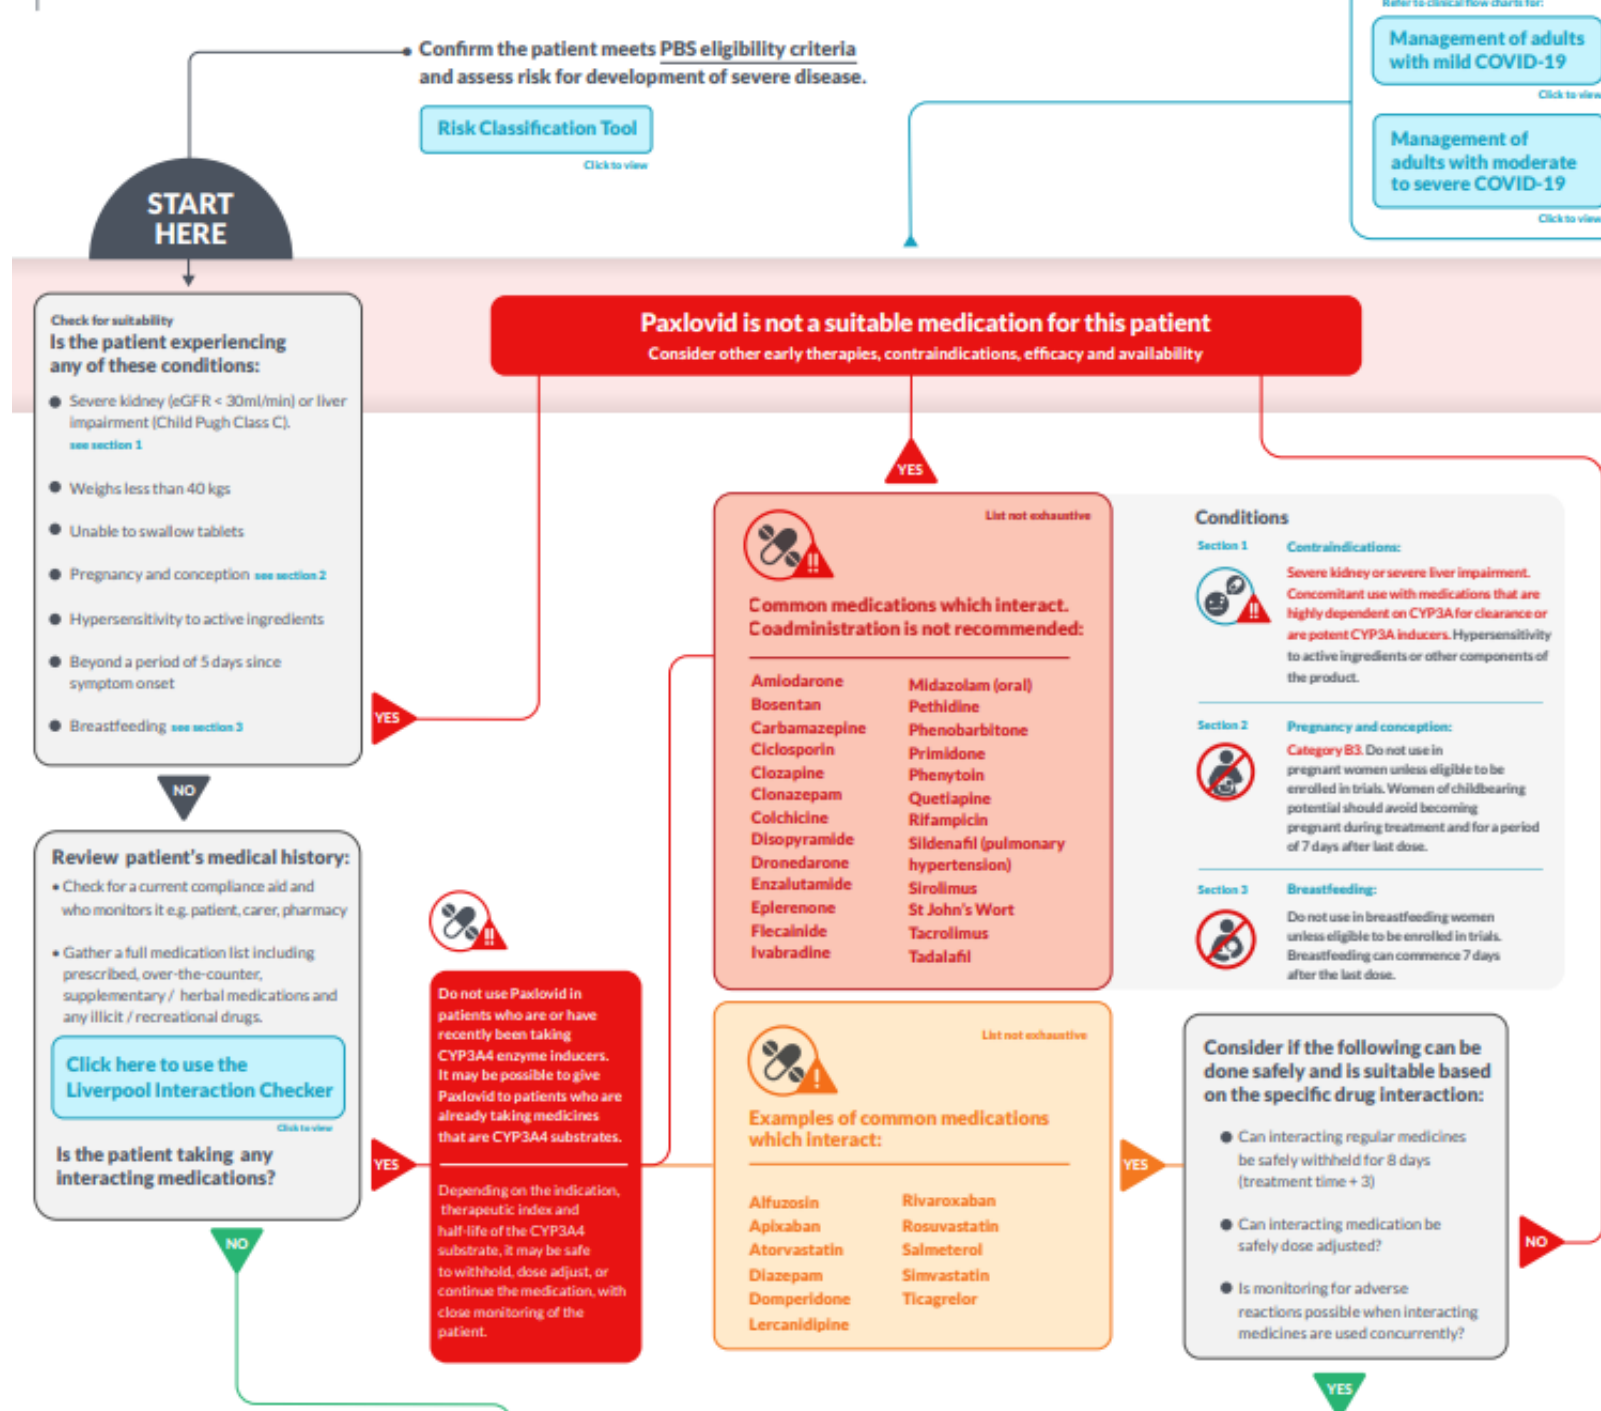 Refer to clinical flow charts for:
Management of adults
with mild COVID-19
Click to view
Management of
adults with moderate
to severe COVID-19
Click to view
Confirm the patient meets PBS eligibility criteria
and assess risk for development of severe disease.
Risk Classification Tool
Click to view
START
HERE
Check for suitability
Is the patient experiencing
any of these conditions:
● Severe kidney (eGFR < 30ml/min) or liver
impairment (Child Pugh Class C).
see section 1
● Weighs less than 40 kgs
● Unable to swallow tablets
● Pregnancy and conception see section 2
● Hypersensitivity to active ingredients
● Beyond a period of 5 days since
symptom onset
● Breastfeeding see section 3
YES
NO
Paxlovid is not a suitable medication for this patient
Consider other early therapies, contraindications, efficacy and availability
YES
Review patient's medical history:
• Check for a current compliance aid and
who monitors it e.g. patient, carer, pharmacy
• Gather a full medication list including
prescribed, over-the-counter,
supplementary / herbal medications and
any illicit / recreational drugs.
Click here to use the
Liverpool Interaction Checker
Click to view
Is the patient taking any
interacting medications?
YES
NO
Do not use Paxlovid in
patients who are or have
recently been taking
CYP3A4 enzyme inducers.
It may be possible to give
Paxlovid to patients who are
already taking medicines
that are CYP3A4 substrates.
Depending on the indication,
therapeutic index and
half-life of the CYP3A4
substrate, it may be safe
to withhold, dose adjust, or
continue the medication, with
close monitoring of the
patient.
List not exhaustive
!!
Common medications which interact.
Coadministration is not recommended:
Amiodarone
Bosentan
Carbamazepine
Ciclosporin
Clozapine
Clonazepam
Colchicine
Disopyramide
Dronedarone
Enzalutamide
Eplerenone
Flecainide
Ivabradine
Midazolam (oral)
Pethidine
Phenobarbitone
Primidone
Phenytoin
Quetiapine
Rifampicin
Sildenafil (pulmonary
hypertension)
Sirolimus
St John's Wort
Tacrolimus
Tadalafil
List not exhaustive
!
Examples of common medications
which interact:
Alfuzosin
Apixaban
Atorvastatin
Diazepam
Domperidone
Lercanidipine
Rivaroxaban
Rosuvastatin
Salmeterol
Simvastatin
Ticagrelor
YES
Conditions
Section 1
Contraindications:
Severe kidney or severe liver impairment.
Concomitant use with medications that are
highly dependent on CYP3A for clearance or
are potent CYP3A inducers. Hypersensitivity
to active ingredients or other components of
the product.
Section 2
Pregnancy and conception:
Category B3. Do not use in
pregnant women unless eligible to be
enrolled in trials. Women of childbearing
potential should avoid becoming
pregnant during treatment and for a period
of 7 days after last dose.
Section 3
Breastfeeding:
Do not use in breastfeeding women
unless eligible to be enrolled in trials.
Breastfeeding can commence 7 days
after the last dose.
Consider if the following can be
done safely and is suitable based
on the specific drug interaction:
● Can interacting regular medicines
be safely withheld for 8 days
(treatment time + 3)
● Can interacting medication be
safely dose adjusted?
● Is monitoring for adverse
reactions possible when interacting
medicines are used concurrently?
NO
YES